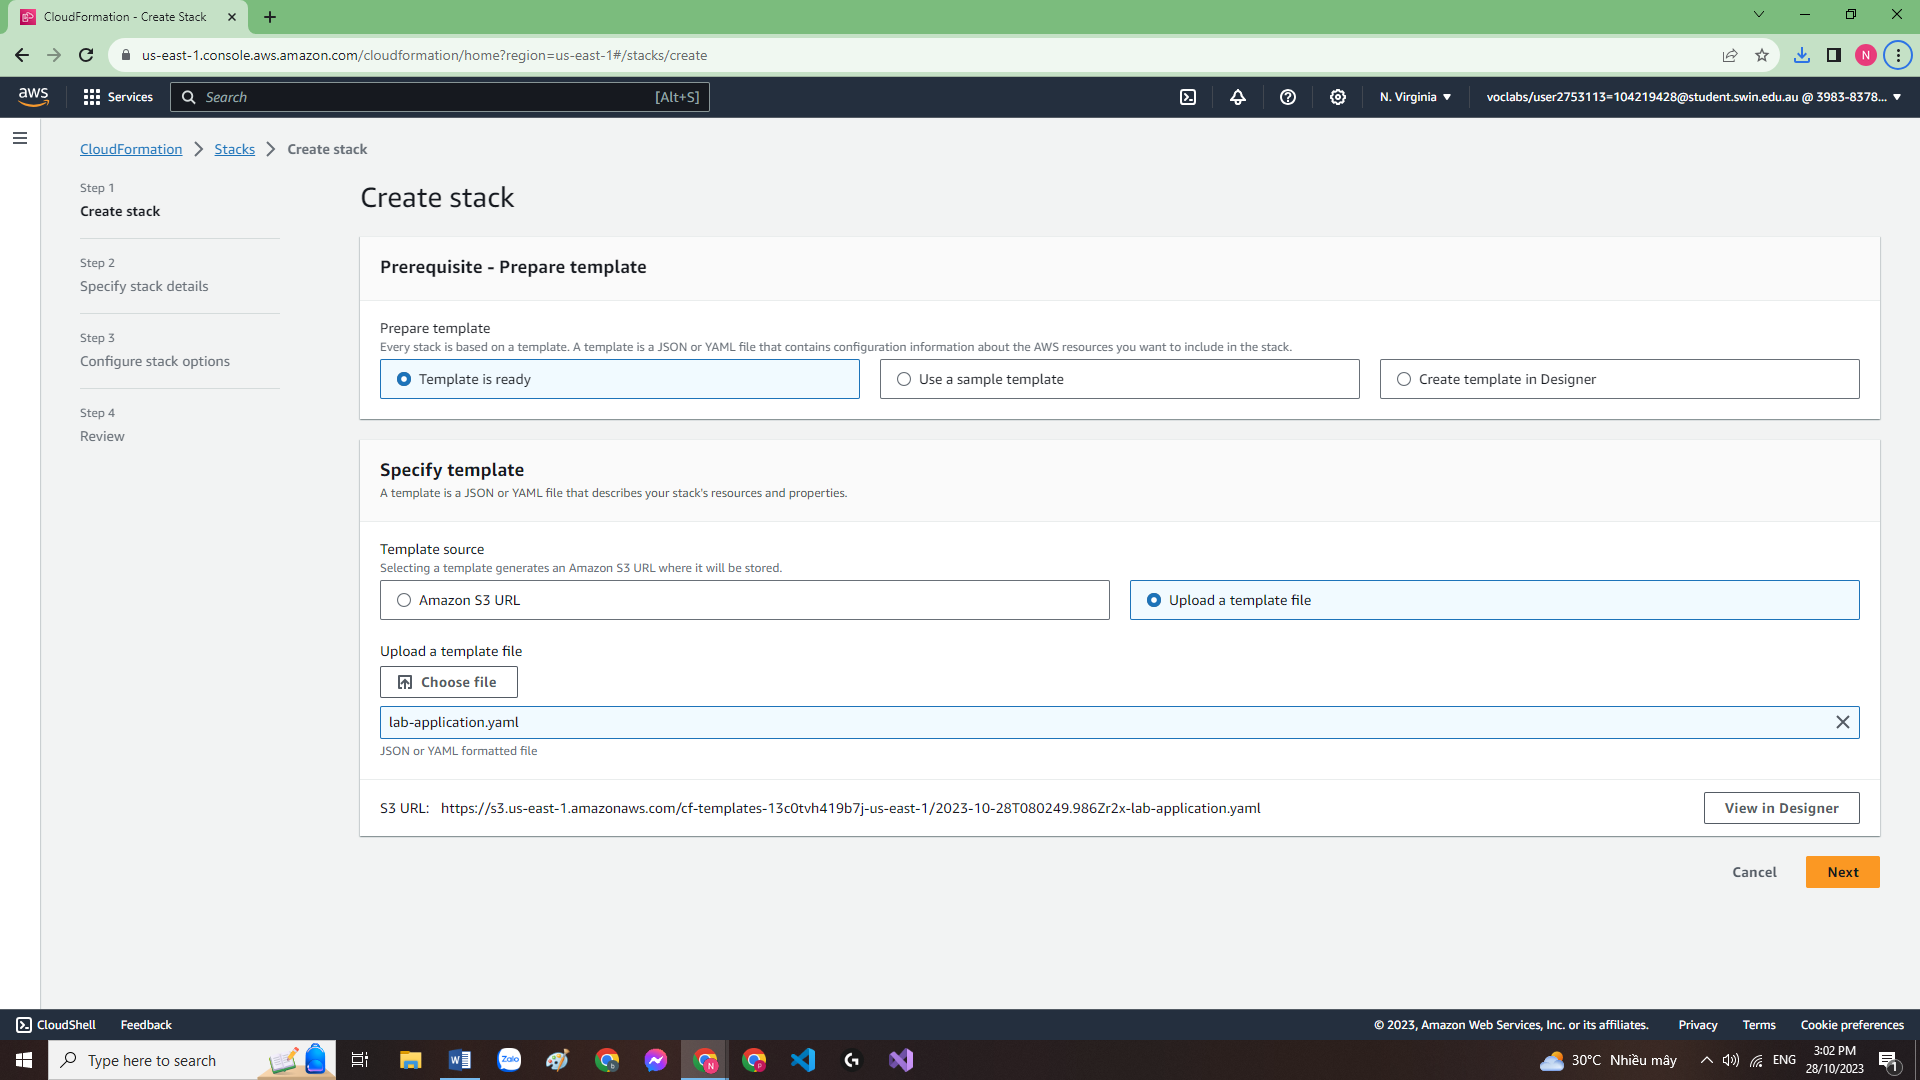 CloudFormation - Create Stack
us-east-1.console.aws.amazon.com/cloudformation/home?region=us-east-1#/stacks/create
N
aws
Services
Search
[Alt+S]
N. Virginia
voclabs/user2753113=104219428@student.swin.edu.au @ 3983-8378...
CloudFormation
Stacks
Create stack
Step 1
Create stack
Step 2
Specify stack details
Step 3
Configure stack options
Step 4
Review
Create stack
Prerequisite - Prepare template
Prepare template
Every stack is based on a template. A template is a JSON or YAML file that contains configuration information about the AWS resources you want to include in the stack.
Template is ready
Use a sample template
Create template in Designer
Specify template
A template is a JSON or YAML file that describes your stack's resources and properties.
Template source
Selecting a template generates an Amazon S3 URL where it will be stored.
Amazon S3 URL
Upload a template file
Upload a template file
Choose file
lab-application.yaml
JSON or YAML formatted file
S3 URL: https://s3.us-east-1.amazonaws.com/cf-templates-13c0tvh419b7j-us-east-1/2023-10-28T080249.986Zr2x-lab-application.yaml
View in Designer
Cancel
Next
CloudShell
Feedback
© 2023, Amazon Web Services, Inc. or its affiliates.
Privacy
Terms
Cookie preferences
Type here to search
Zalo
30°C Nhiều mây
ENG
3:02 PM
28/10/2023
1